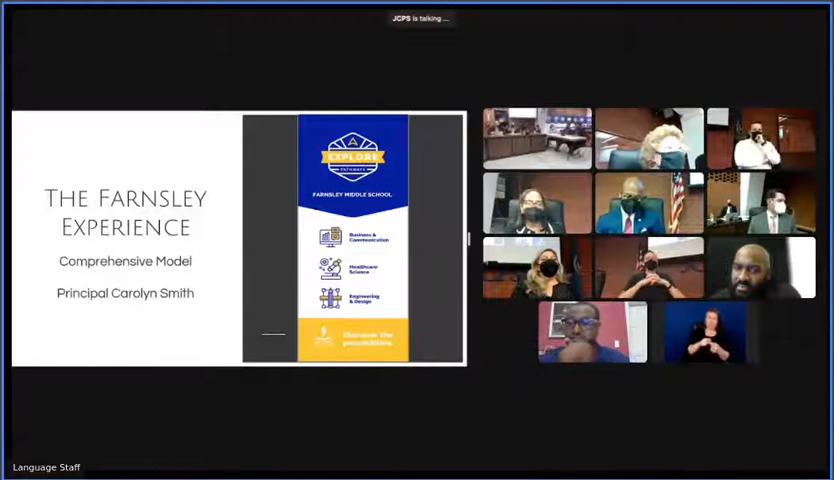 JCPS is talking ...
THE FARNSLEY
EXPERIENCE
Comprehensive Model
Principal Carolyn Smith
EXPLORE
PATHWAYS
FARNSLEY MIDDLE SCHOOL
Business &
Communication
Healthcare
Science
Engineering
& Design
Discover the
possibilities.
Language Staff